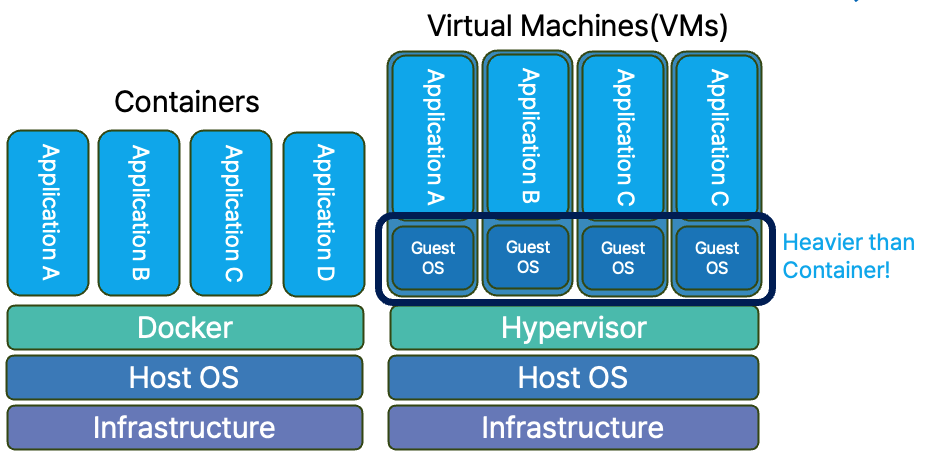 Virtual Machines(VMs)
Containers
Application A
Application B
Application C
Application D
Application A
Application B
Application C
Application C
Guest
OS
Guest
OS
Guest
OS
Guest
OS
Heavier than
Container!
Docker
Hypervisor
Host OS
Host OS
Infrastructure
Infrastructure